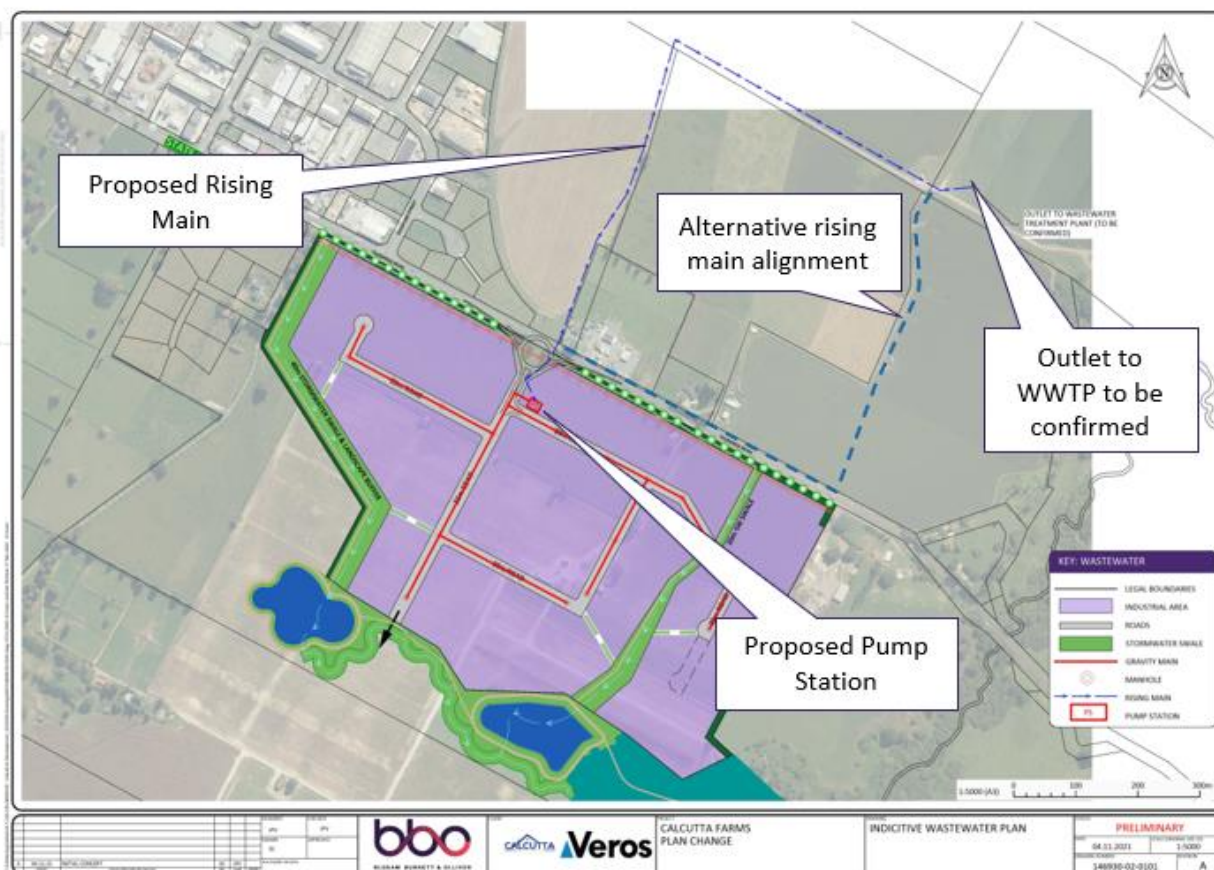 Proposed Rising
Main
Alternative rising
main alignment
OUTLET TO WASTEWATER
TREATMENT PLANT (TO BE
CONFIRMED)
Outlet to
WWTP to be
confirmed
Proposed Pump
Station
N
KEY: WASTEWATER
LEGAL BOUNDARIES
INDUSTRIAL AREA
ROADS
STORMWATER SWALE
GRAVITY MAIN
MANHOLE
RISING MAIN
PS
PUMP STATION
1:5000 (A3)
0 100 200 300m
INITIAL CONCEPT
bbo
BLOXAM BURNETT & OLLIVER
CALCUTTA
Veros
CALCUTTA FARMS
PLAN CHANGE
INDICITIVE WASTEWATER PLAN
PRELIMINARY
04.11.2021
1:5000
146930-02-0101
A